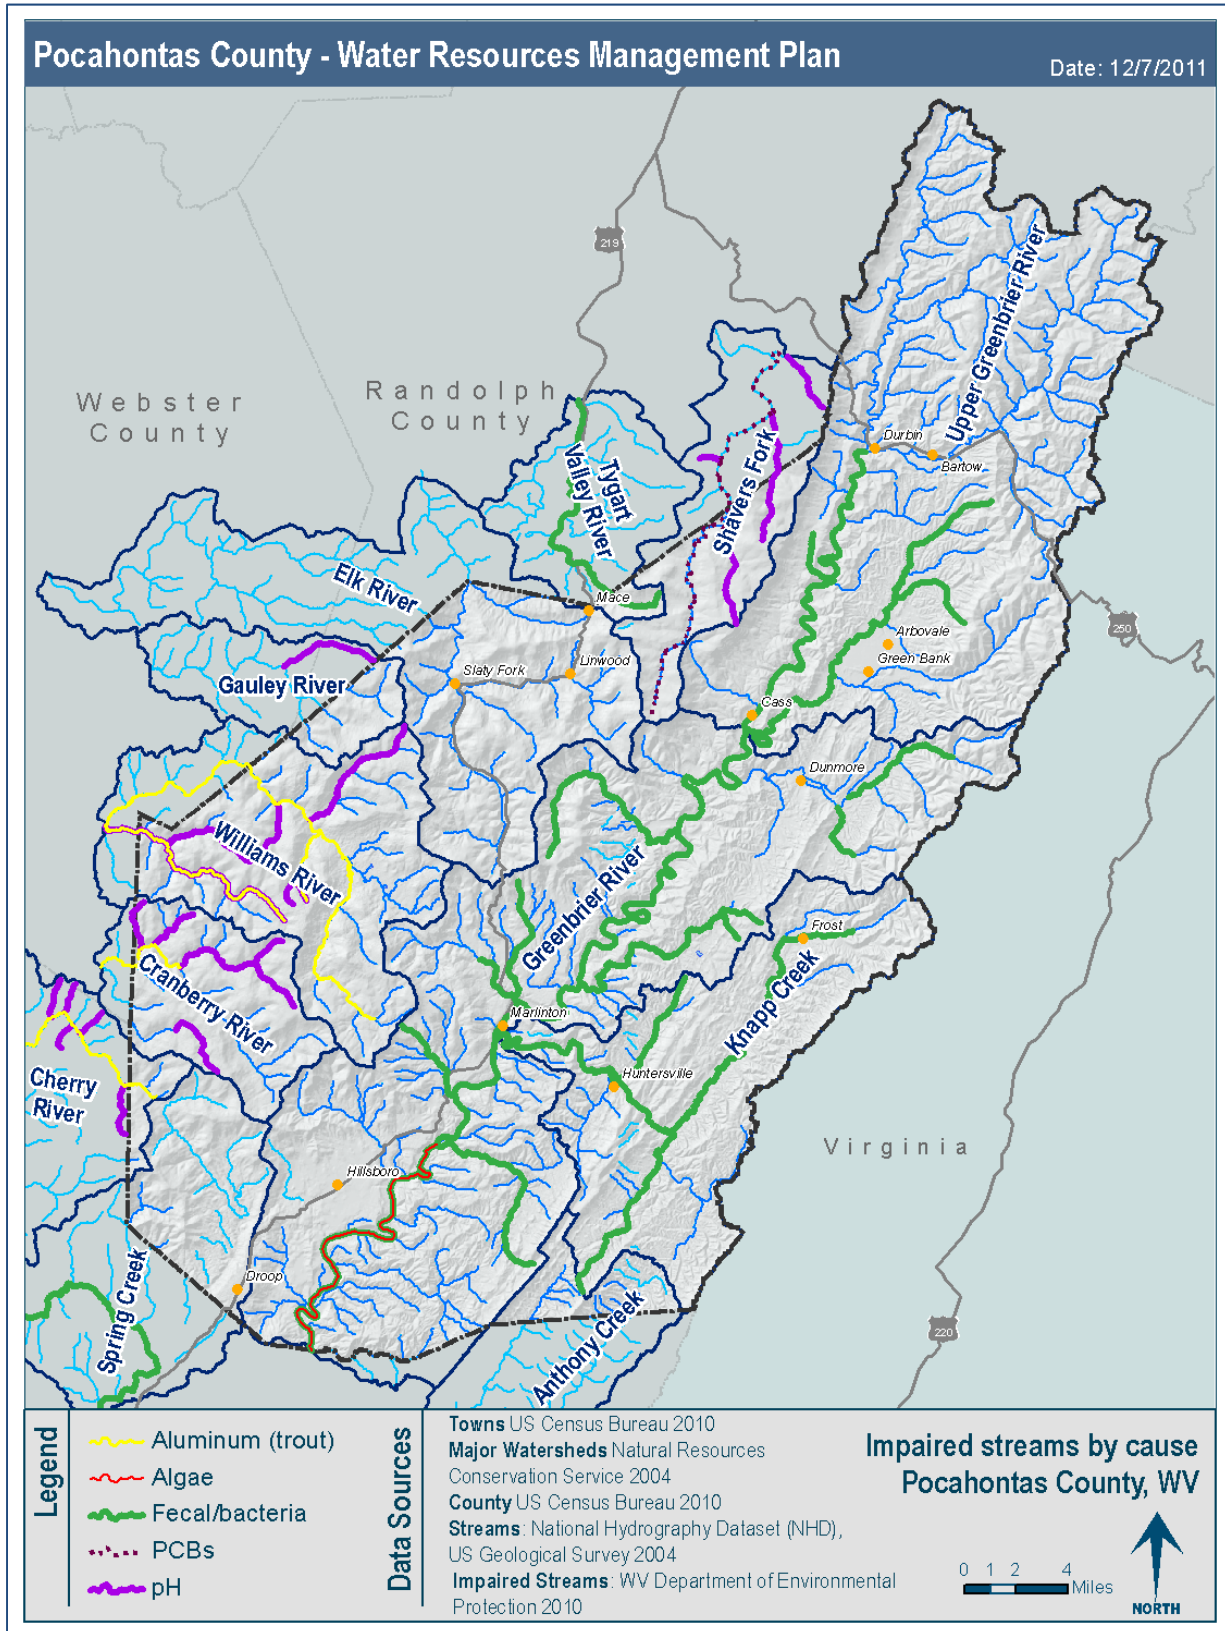 Pocahontas County - Water Resources Management Plan
Date: 12/7/2011
219
Webster
County
Randolph
County
Upper Greenbrier River
Durbin
Bartow
Tygart
Valley River
Shavers Fork
Elk River
Mace
250
Arbovale
Green Bank
Linwood
Slaty Fork
Gauley River
Cass
Dunmore
Williams River
Greenbrier River
Frost
Cranberry River
Knapp Creek
Marlinton
Huntersville
Cherry
River
Virginia
Hillsboro
Droop
Spring Creek
Anthony Creek
220
Legend
Aluminum (trout)
Algae
Fecal/bacteria
PCBs
pH
Data Sources
Towns US Census Bureau 2010
Major Watersheds Natural Resources
Conservation Service 2004
County US Census Bureau 2010
Streams: National Hydrography Dataset (NHD),
US Geological Survey 2004
Impaired Streams: WV Department of Environmental
Protection 2010
Impaired streams by cause
Pocahontas County, WV
0 1 2 4
Miles
NORTH